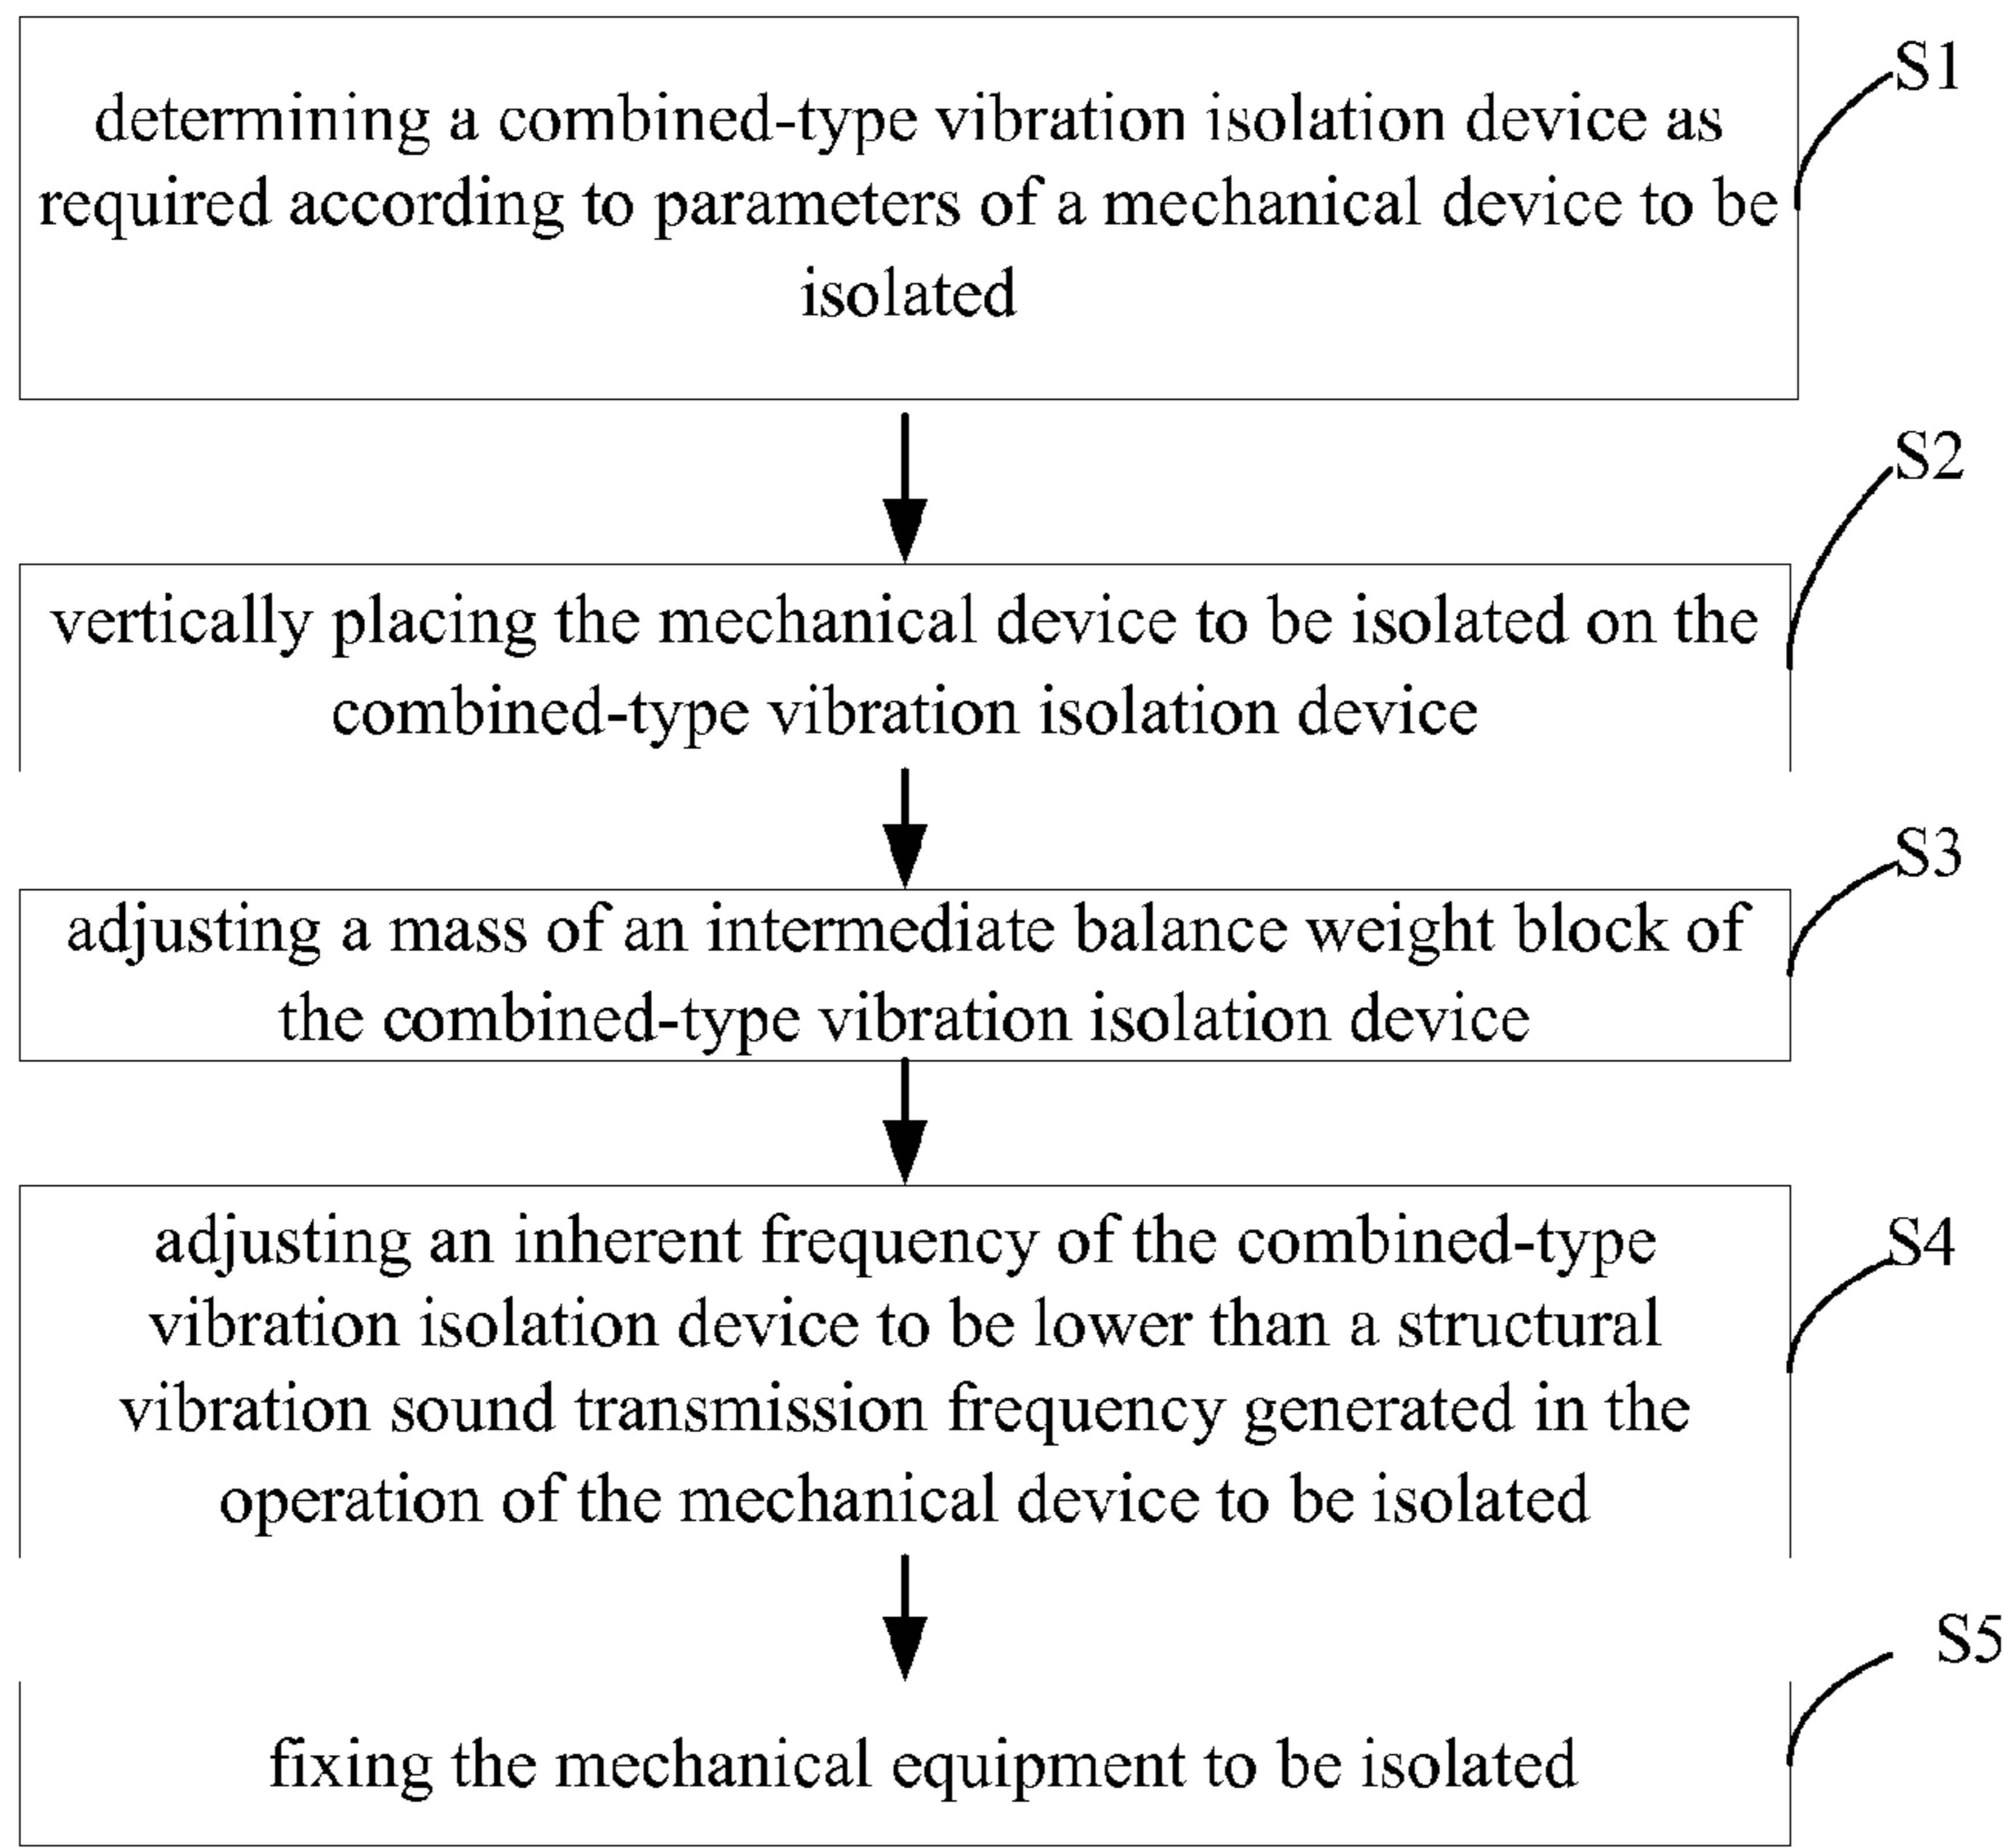 S1
determining a combined-type vibration isolation device as
required according to parameters of a mechanical device to be
isolated
S2
vertically placing the mechanical device to be isolated on the
combined-type vibration isolation device
S3
adjusting a mass of an intermediate balance weight block of
the combined-type vibration isolation device
S4
adjusting an inherent frequency of the combined-type
vibration isolation device to be lower than a structural
vibration sound transmission frequency generated in the
operation of the mechanical device to be isolated
S5
fixing the mechanical equipment to be isolated